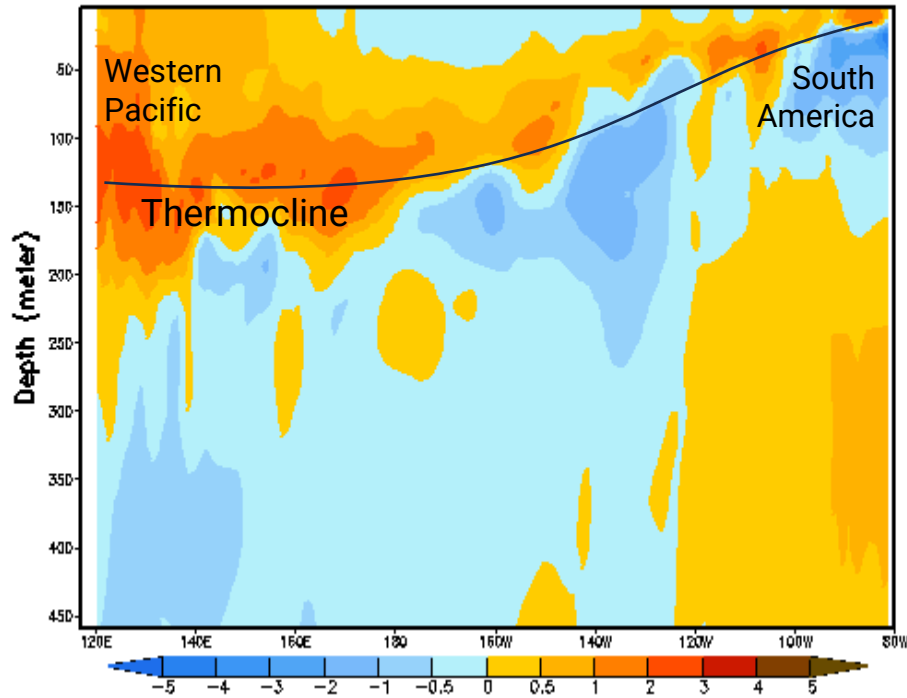 50
Western
Pacific
South
America
100
150
Thermocline
200
Depth {meter}
250
300
350
400
450
120E 140E 160E 180 160W 140W 120W 100W 80W
-5 -3 -2 -1 -0.5 0 0.5 1 2 3 4 5